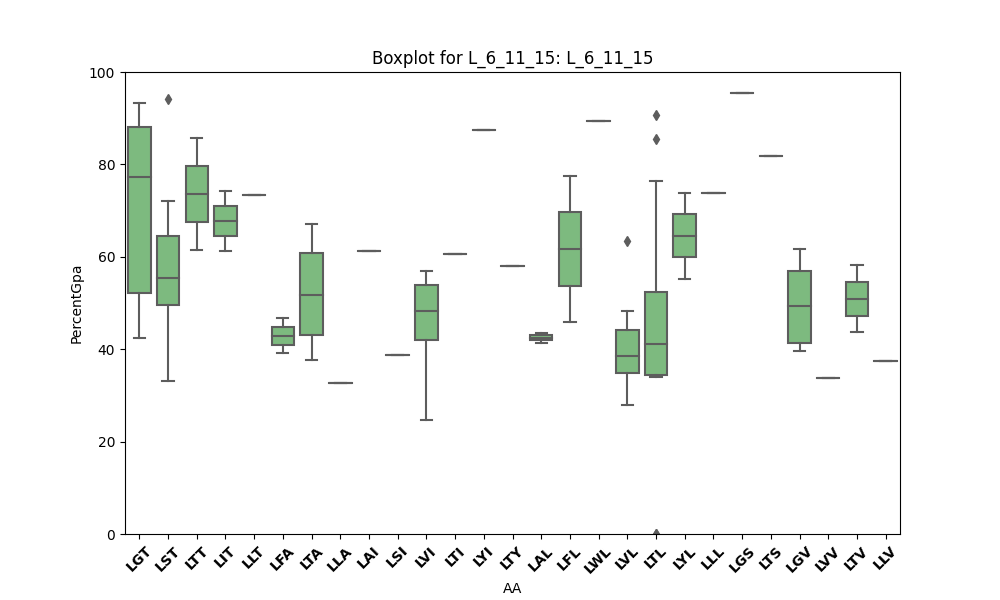 Boxplot for L_6_11_15: L_6_11_15
100
80
60
40
20
0
PercentGpa
LGT LST LTT LIT LLT LFA LTA LLA LAI LSI LVI LTI LYI LTY LAL LFL LWL LVL LTL LYL LLL LGS LTS LGV LVV LTV LLV
AA